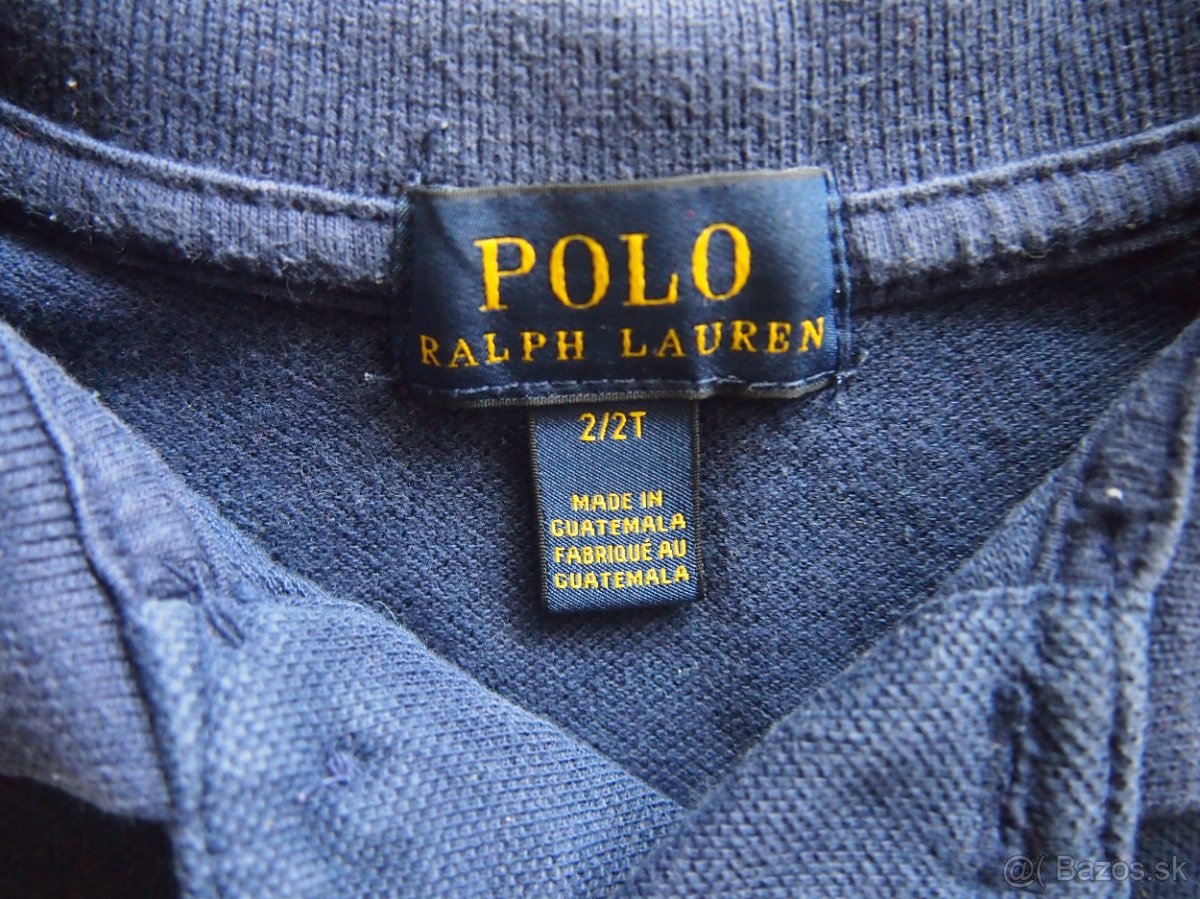 POLO
RALPH LAUREN
2/2T
MADE IN
GUATEMALA
FABRIQUÉ AU
GUATEMALA
Bazos.sk